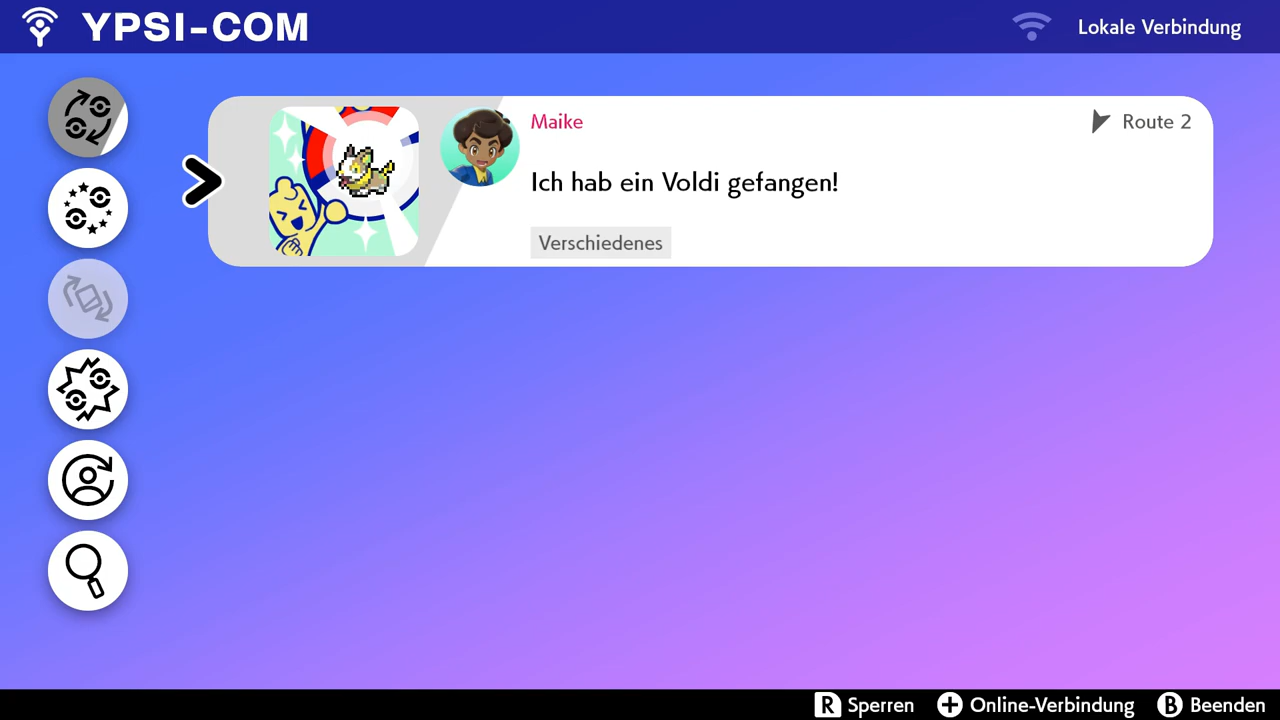 YPSI-COM
Lokale Verbindung
Maike
Route 2
Ich hab ein Voldi gefangen!
Verschiedenes
R Sperren + Online-Verbindung B Beenden